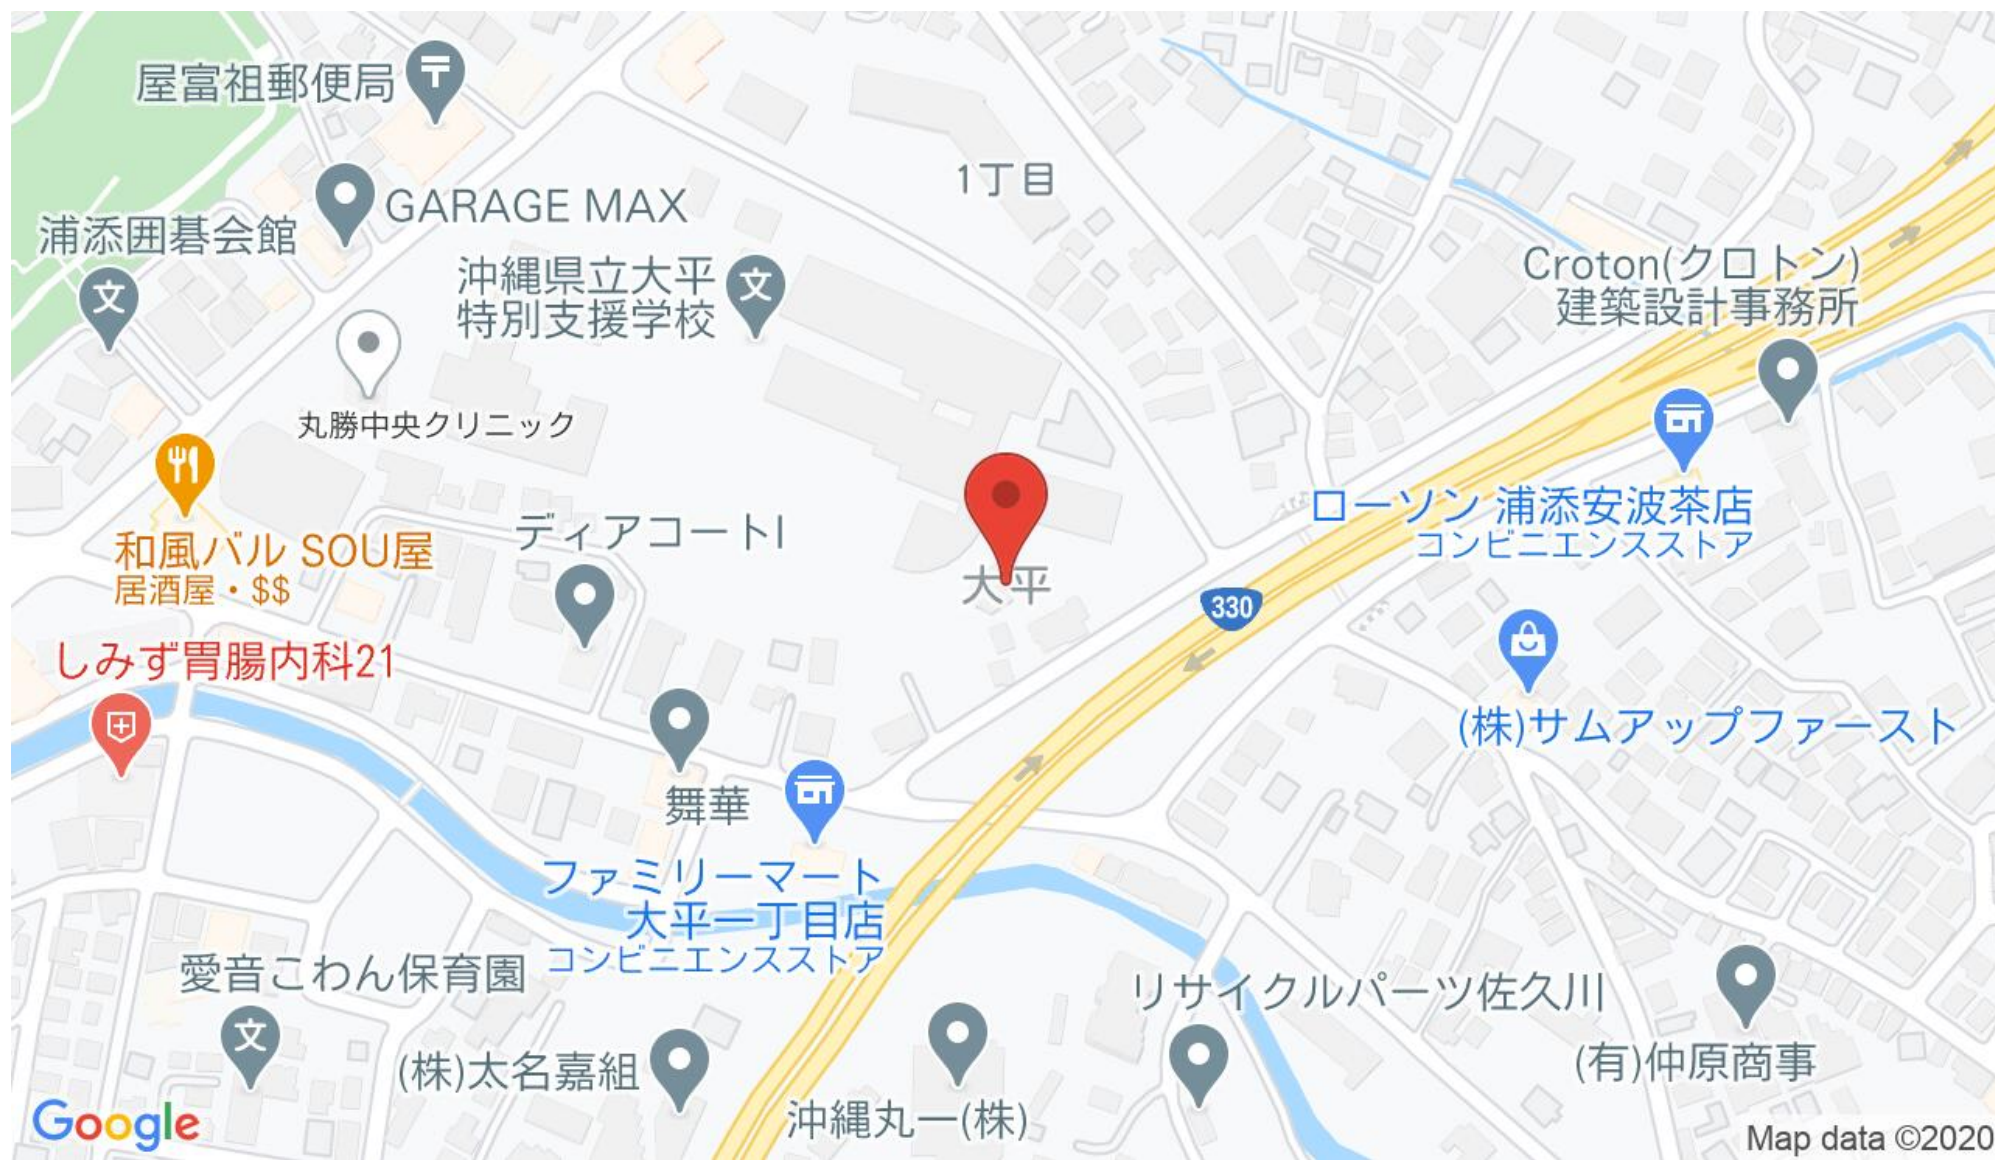 屋富祖郵便局
GARAGE MAX
浦添囲碁会館
1丁目
沖縄県立大平
特別支援学校
Croton(クロトン)
建築設計事務所
丸勝中央クリニック
和風バル SOU屋
居酒屋・$$
ディアコートI
大平
ローソン 浦添安波茶店
コンビニエンスストア
330
しみず胃腸内科21
(株)サムアップファースト
舞華
ファミリーマート
大平一丁目店
コンビニエンスストア
愛音こわん保育園
リサイクルパーツ佐久川
(株)太名嘉組
(有)仲原商事
沖縄丸一(株)
Google
Map data ©2020